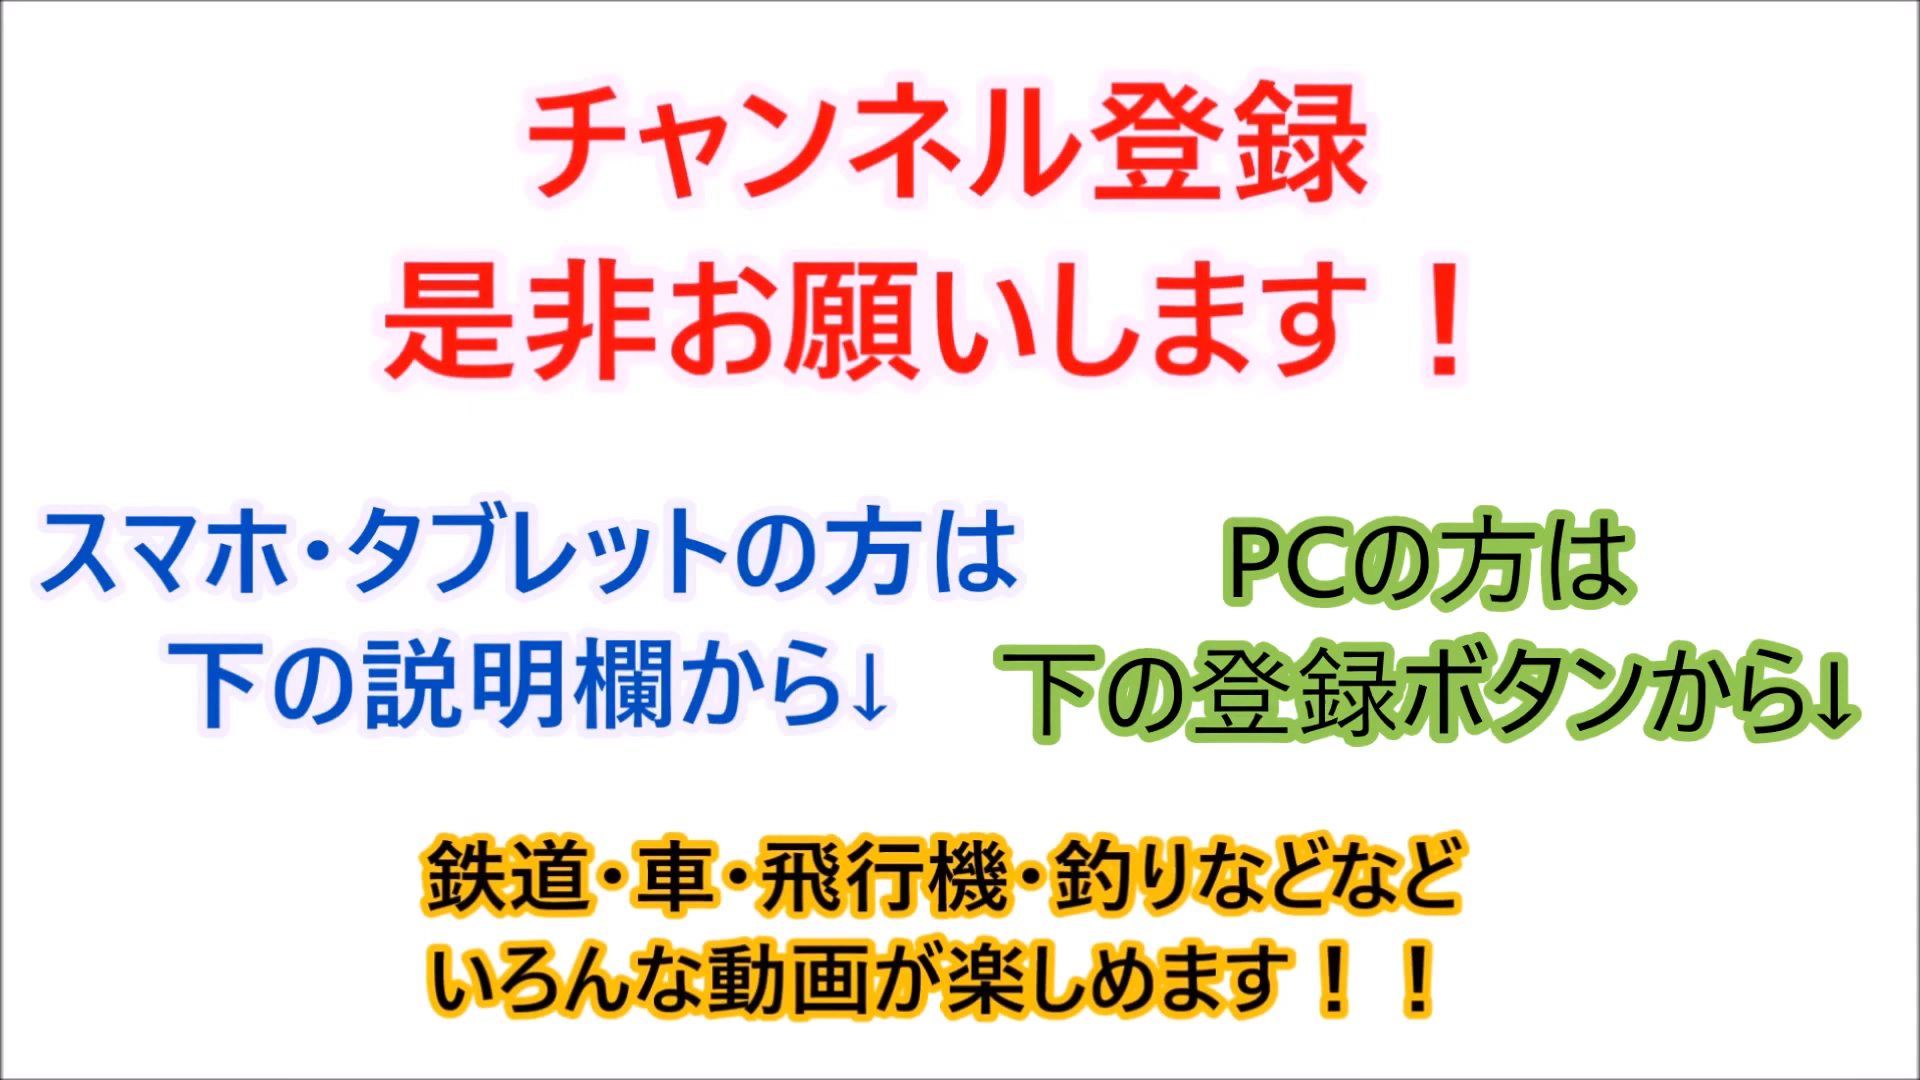 チャンネル登録
是非お願いします！
スマホ・タブレットの方は
下の説明欄から↓
PCの方は
下の登録ボタンから↓
鉄道・車・飛行機・釣りなどなど
いろんな動画が楽しめます！！